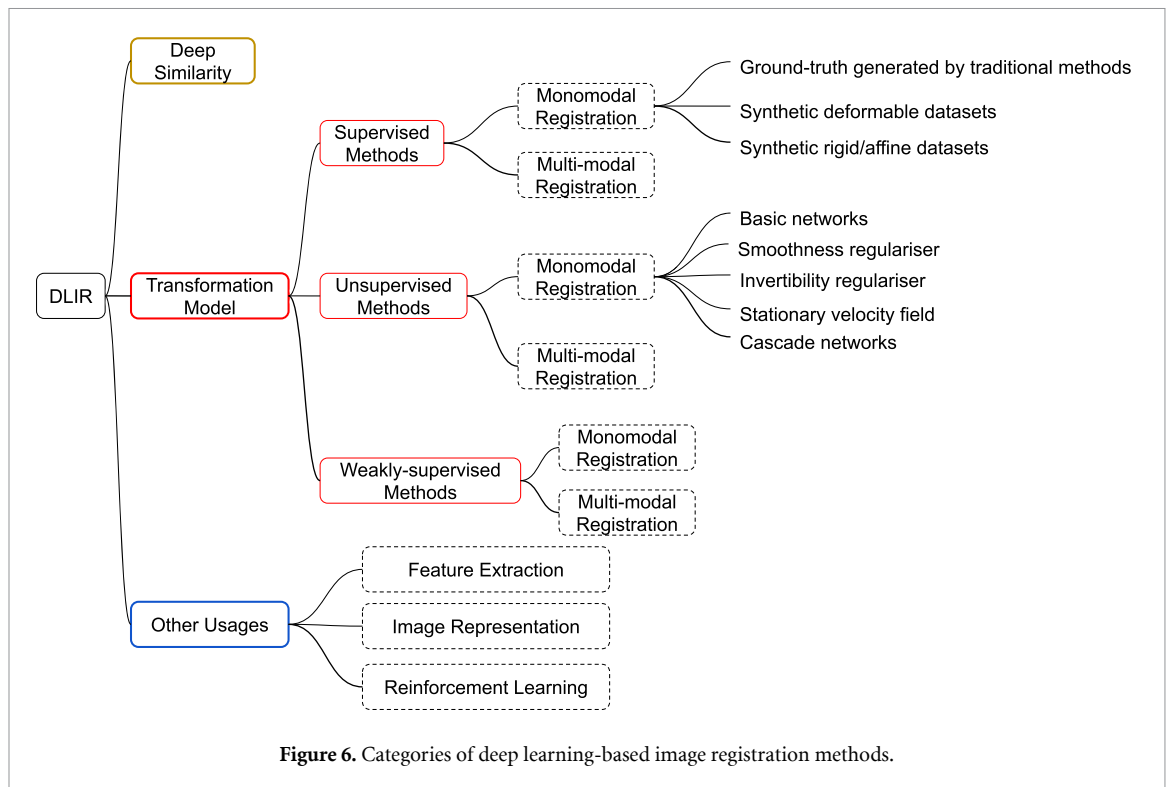 Deep
Similarity
DLIR
Transformation
Model
Supervised
Methods
Monomodal
Registration
Ground-truth generated by traditional methods
Synthetic deformable datasets
Synthetic rigid/affine datasets
Multi-modal
Registration
Unsupervised
Methods
Monomodal
Registration
Basic networks
Smoothness regulariser
Invertibility regulariser
Stationary velocity field
Cascade networks
Multi-modal
Registration
Weakly-supervised
Methods
Monomodal
Registration
Multi-modal
Registration
Other Usages
Feature Extraction
Image Representation
Reinforcement Learning
Figure 6. Categories of deep learning-based image registration methods.